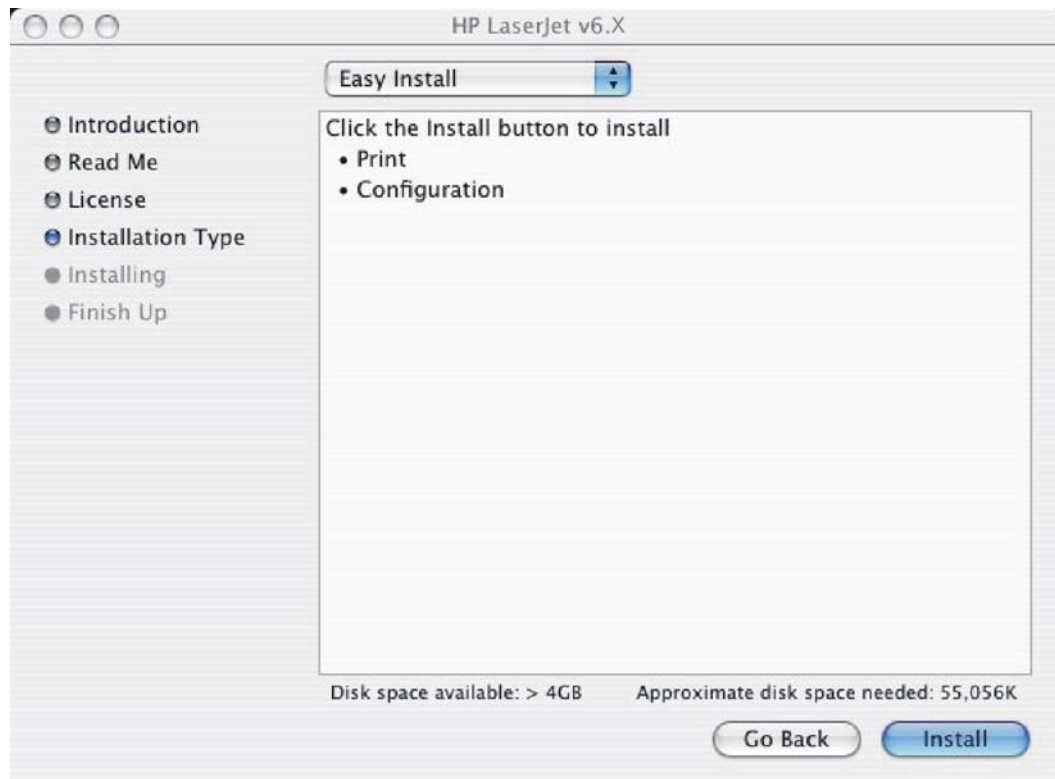 HP LaserJet v6.X
Easy Install
Introduction
Read Me
License
Installation Type
Installing
Finish Up
Click the Install button to install
• Print
• Configuration
Disk space available: > 4GB
Approximate disk space needed: 55,056K
Go Back
Install